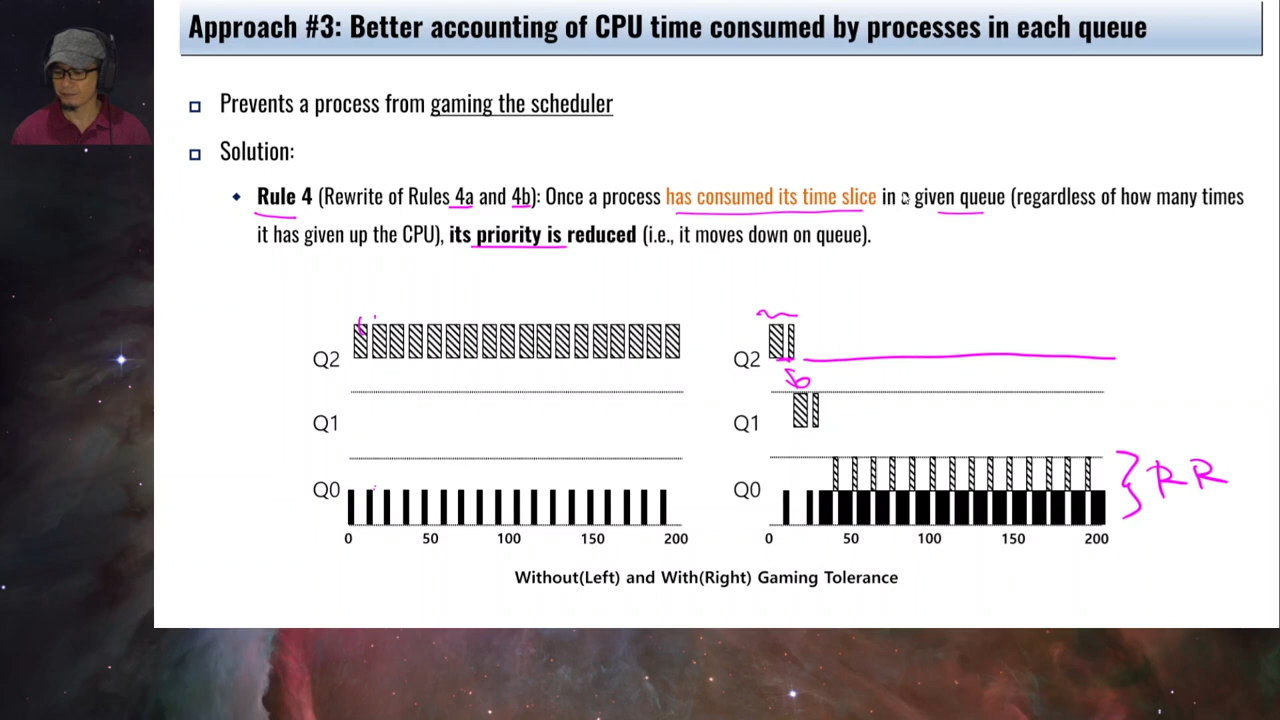 Approach #3: Better accounting of CPU time consumed by processes in each queue
Prevents a process from gaming the scheduler
Solution:
Rule 4 (Rewrite of Rules 4a and 4b): Once a process has consumed its time slice in a given queue (regardless of how many times
it has given up the CPU), its priority is reduced (i.e., it moves down on queue).
Q2
Q1
Q0
0 50 100 150 200
Q2
Q1
Q0
0 50 100 150 200
RR
Without(Left) and With(Right) Gaming Tolerance